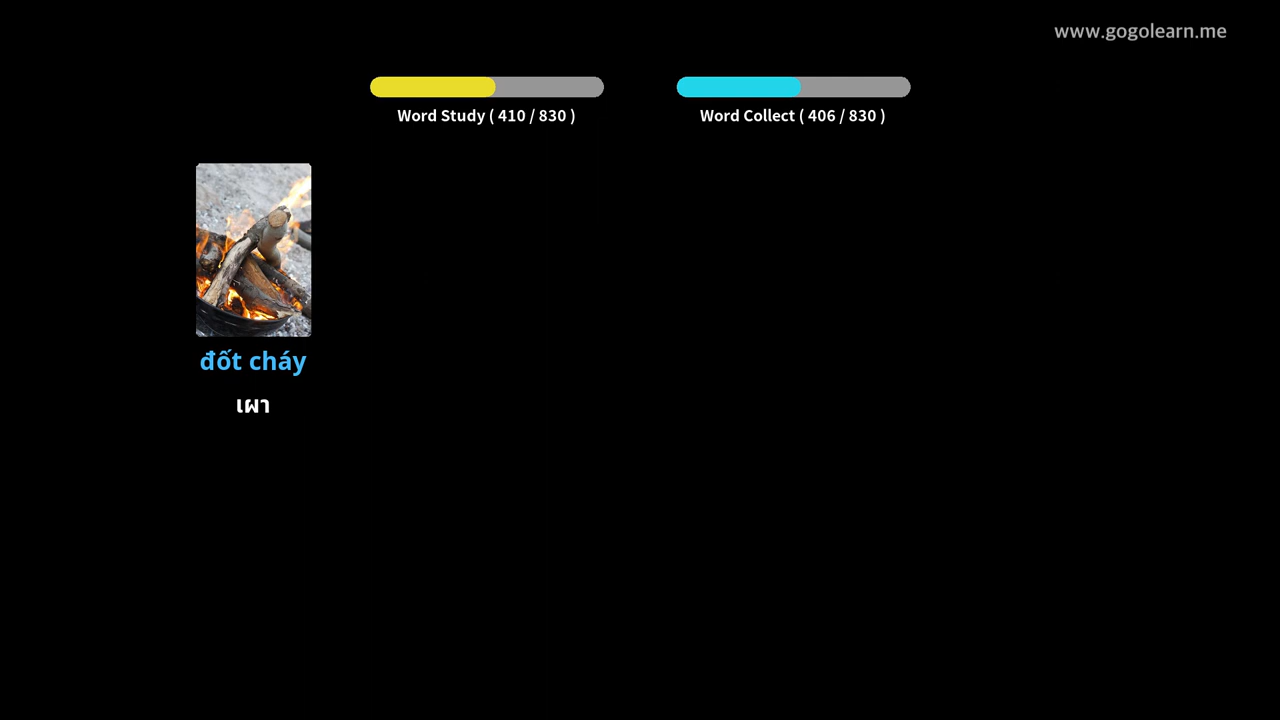 www.gogolearn.me
Word Study ( 410 / 830 )
Word Collect ( 406 / 830 )
đốt cháy
เผา